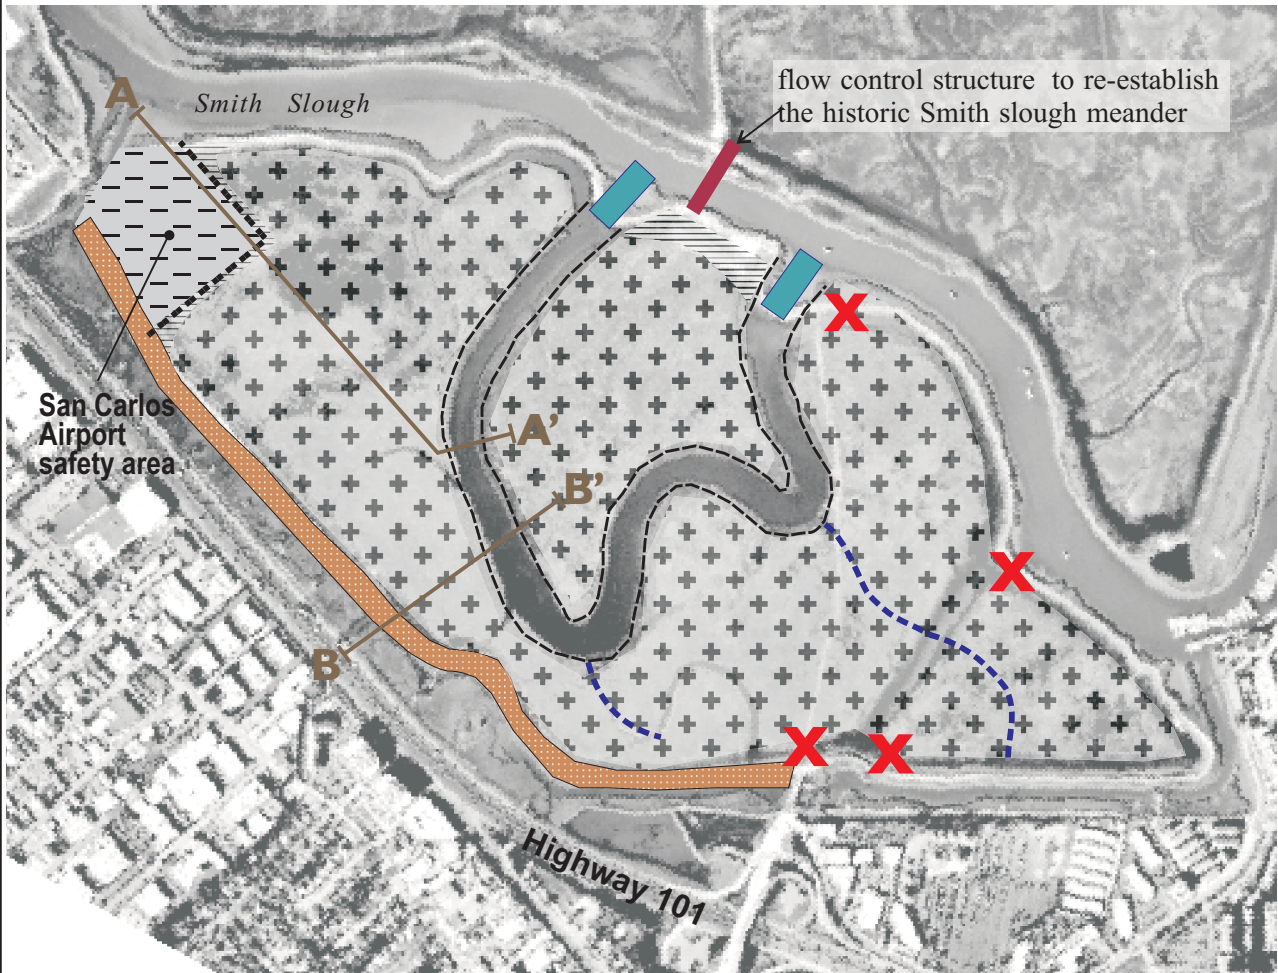 flow control structure to re-establish
the historic Smith slough meander
A
Smith Slough
San Carlos
Airport
safety area
A’
B’
B
X
X
X
X
Highway 101